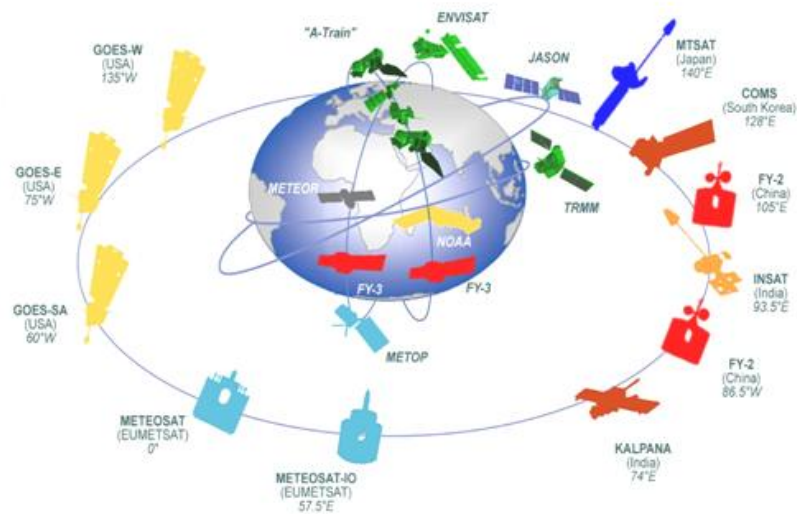 ENVISAT
"A-Train"
GOES-W
(USA)
135°W
JASON
MTSAT
(Japan)
140°E
COMS
(South Korea)
128°E
GOES-E
(USA)
75°W
METEOR
FY-2
(China)
105°E
TRMM
NOAA
INSAT
(India)
93.5°E
FY-3
FY-3
GOES-SA
(USA)
60°W
METOP
FY-2
(China)
86.5°W
METEOSAT
(EUMETSAT)
0°
KALPANA
(India)
74°E
METEOSAT-IO
(EUMETSAT)
57.5°E